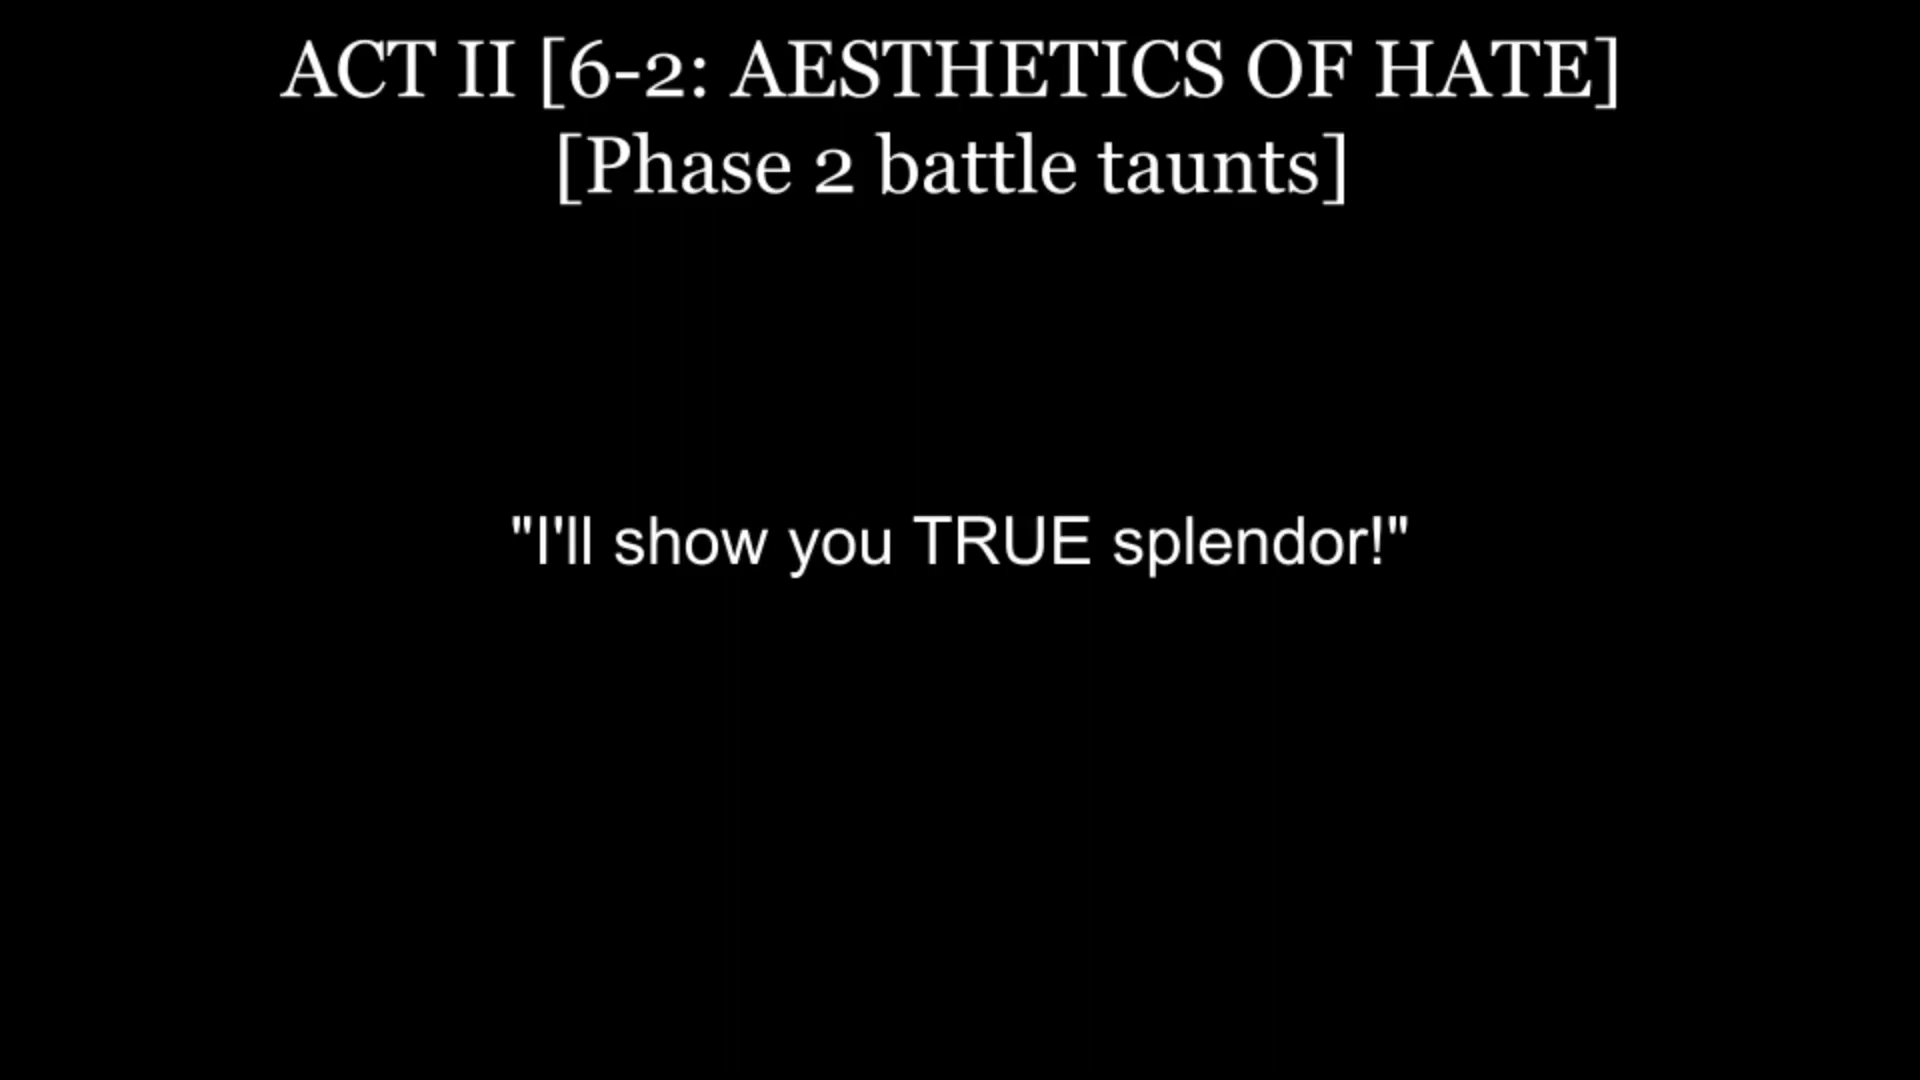 ACT II [6-2: AESTHETICS OF HATE]
[Phase 2 battle taunts]
"I'll show you TRUE splendor!"